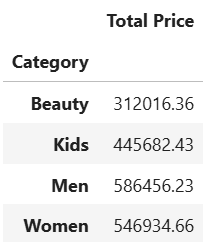 Total Price
Category
Beauty 312016.36
Kids 445682.43
Men 586456.23
Women 546934.66